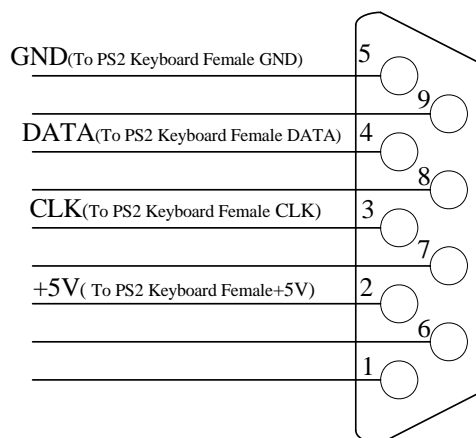 GND(To PS2 Keyboard Female GND) 5
9
DATA(To PS2 Keyboard Female DATA) 4
8
CLK(To PS2 Keyboard Female CLK) 3
7
+5V( To PS2 Keyboard Female+5V) 2
6
1